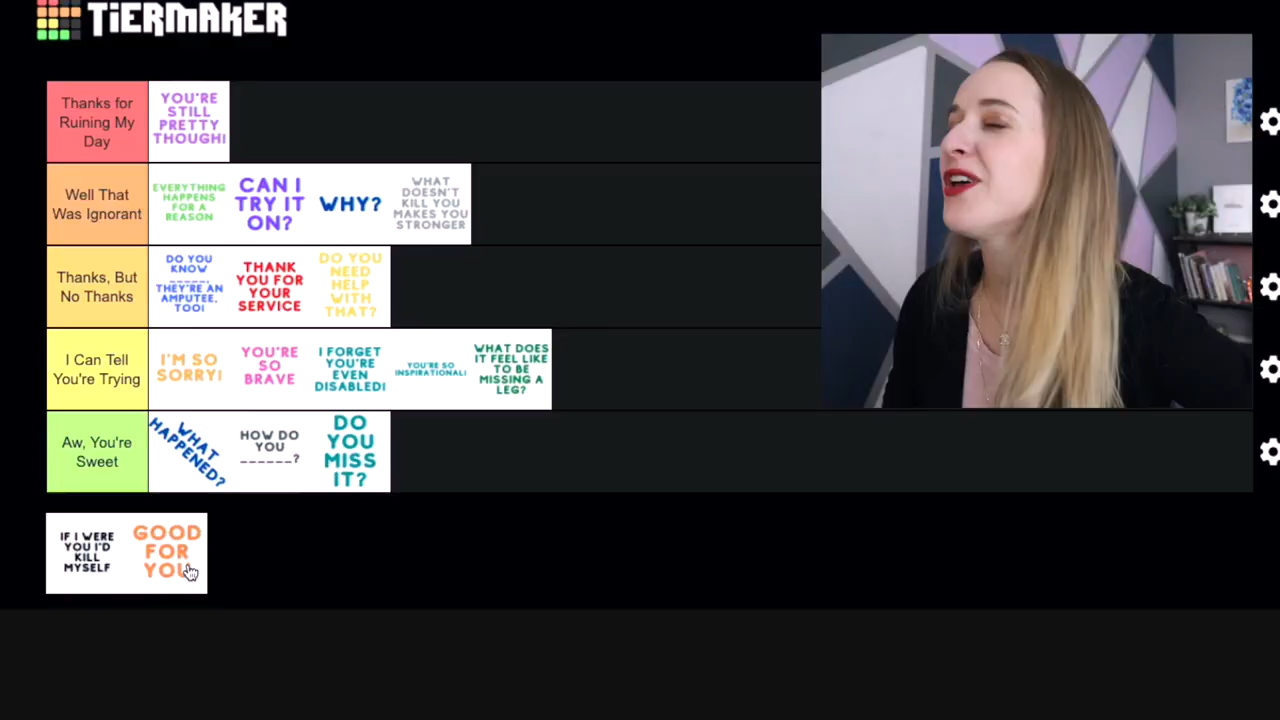 TiERMAKER
Thanks for
Ruining My
Day
YOU'RE
STILL
PRETTY
THOUGH!
Well That
Was Ignorant
EVERYTHING
HAPPENS
FOR A
REASON
CAN I
TRY IT
ON?
WHY?
WHAT
DOESN'T
KILL YOU
MAKES YOU
STRONGER
Thanks, But
No Thanks
DO YOU
KNOW
______,
THEY'RE AN
AMPUTEE,
TOO!
THANK
YOU FOR
YOUR
SERVICE
DO YOU
NEED
HELP
WITH
THAT?
I Can Tell
You're Trying
I'M SO
SORRY!
YOU'RE
SO
BRAVE
I FORGET
YOU'RE
EVEN
DISABLED!
YOU'RE SO
INSPIRATIONAL!
WHAT DOES
IT FEEL LIKE
TO BE
MISSING A
LEG?
Aw, You're
Sweet
WHAT
HAPPENED?
HOW DO
YOU
______?
DO
YOU
MISS
IT?
IF I WERE
YOU I'D
KILL
MYSELF
GOOD
FOR
YOU